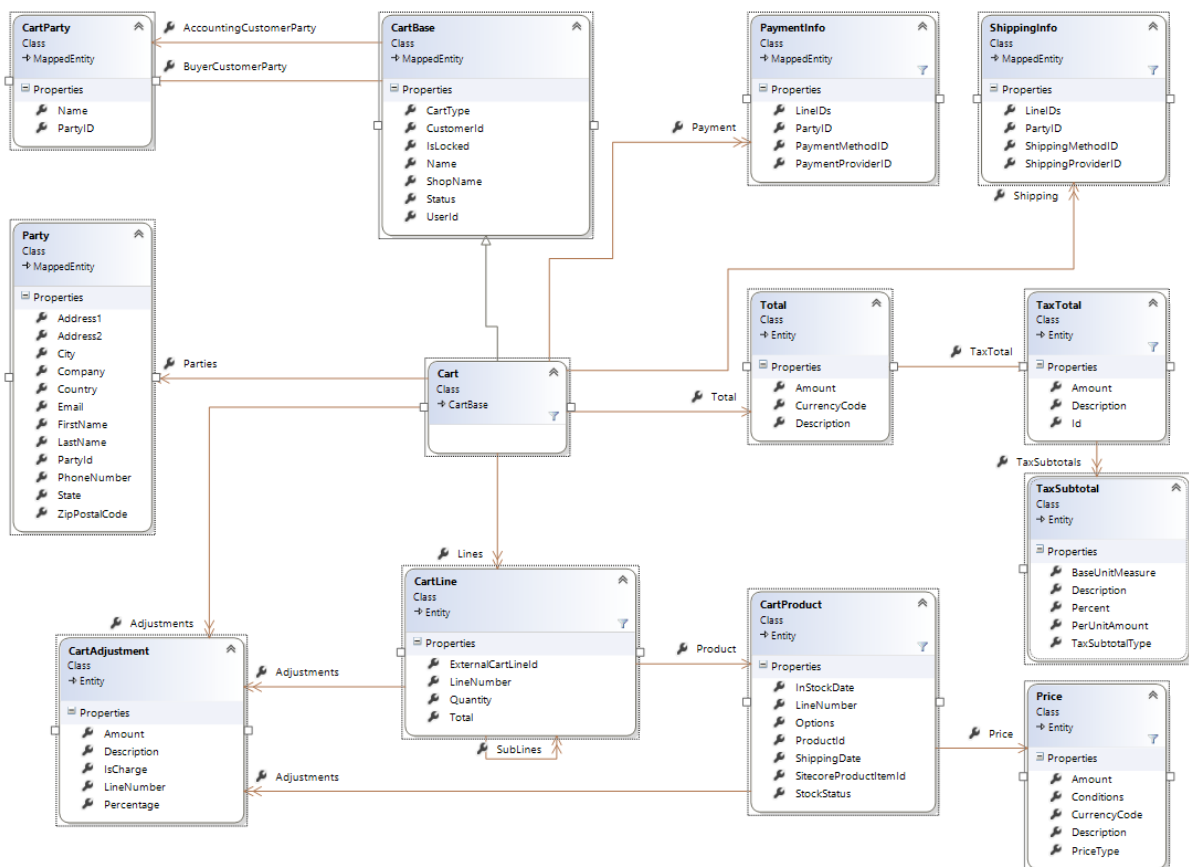 CartParty
Class
MappedEntity
Properties
Name
PartyID
AccountingCustomerParty
BuyerCustomerParty
CartBase
Class
MappedEntity
Properties
CartType
CustomerId
IsLocked
Name
ShopName
Status
UserId
Payment
PaymentInfo
Class
MappedEntity
Properties
LineIDs
PartyID
PaymentMethodID
PaymentProviderID
ShippingInfo
Class
MappedEntity
Properties
LineIDs
PartyID
ShippingMethodID
ShippingProviderID
Shipping
Party
Class
MappedEntity
Properties
Address1
Address2
City
Company
Country
Email
FirstName
LastName
PartyId
PhoneNumber
State
ZipPostalCode
Parties
Cart
Class
CartBase
Total
Total
Class
Entity
Properties
Amount
CurrencyCode
Description
TaxTotal
TaxTotal
Class
Entity
Properties
Amount
Description
Id
TaxSubtotals
TaxSubtotal
Class
Entity
Properties
BaseUnitMeasure
Description
Percent
PerUnitAmount
TaxSubtotalType
Lines
CartLine
Class
Entity
Properties
ExternalCartLineId
LineNumber
Quantity
Total
SubLines
Adjustments
Adjustments
Adjustments
CartAdjustment
Class
Entity
Properties
Amount
Description
IsCharge
LineNumber
Percentage
Product
CartProduct
Class
Entity
Properties
InStockDate
LineNumber
Options
ProductId
ShippingDate
SitecoreProductItemId
StockStatus
Price
Price
Class
Entity
Properties
Amount
Conditions
CurrencyCode
Description
PriceType